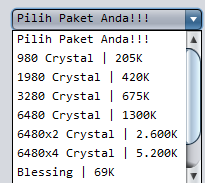 Pilih Paket Anda!!!
Pilih Paket Anda!!!
980 Crystal | 205K
1980 Crystal | 420K
3280 Crystal | 675K
6480 Crystal | 1300K
6480x2 Crystal | 2.600K
6480x4 Crystal | 5.200K
Blessing | 69K